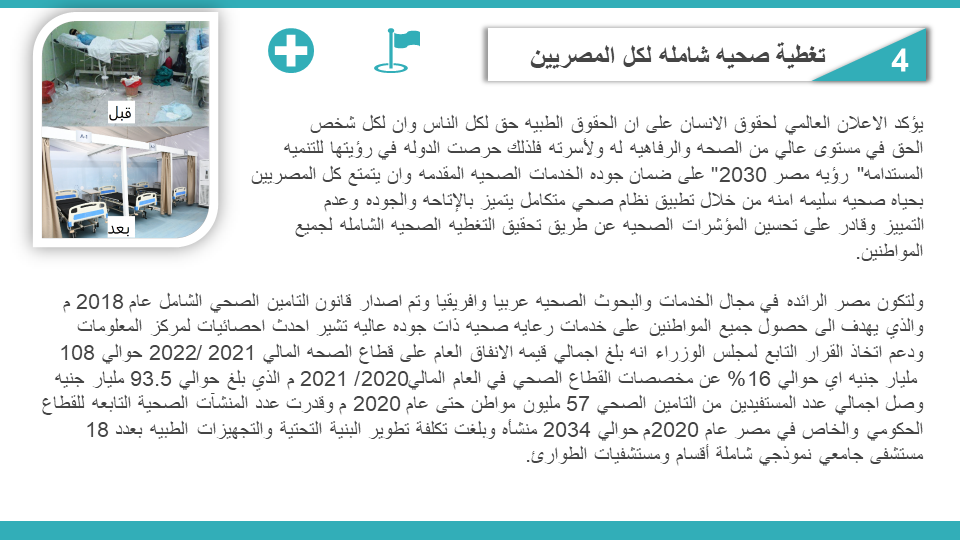 4
تغطية صحيه شامله لكل المصريين
قبل
بعد
يؤكد الاعلان العالمي لحقوق الانسان على ان الحقوق الطبيه حق لكل الناس وان لكل شخص
الحق في مستوى عالي من الصحه والرفاهيه له ولأسرته فلذلك حرصت الدوله في رؤيتها للتنميه
المستدامه" رؤيه مصر 2030" على ضمان جوده الخدمات الصحيه المقدمه وان يتمتع كل المصريين
بحياه صحيه سليمه امنه من خلال تطبيق نظام صحي متكامل يتميز بالإتاحه والجوده وعدم
التمييز وقادر على تحسين المؤشرات الصحيه عن طريق تحقيق التغطيه الصحيه الشامله لجميع
المواطنين.
ولتكون مصر الرائده في مجال الخدمات والبحوث الصحيه عربيا وافريقيا وتم اصدار قانون التامين الصحي الشامل عام 2018 م
والذي يهدف الى حصول جميع المواطنين على خدمات رعايه صحيه ذات جوده عاليه تشير احدث احصائيات لمركز المعلومات
ودعم اتخاذ القرار التابع لمجلس الوزراء انه بلغ اجمالي قيمه الانفاق العام على قطاع الصحه المالي 2021 /2022 حوالي 108
مليار جنيه اي حوالي 16% عن مخصصات القطاع الصحي في العام المالي2020/ 2021 م الذي بلغ حوالي 93.5 مليار جنيه
وصل اجمالي عدد المستفيدين من التامين الصحي 57 مليون مواطن حتى عام 2020 م وقدرت عدد المنشآت الصحية التابعه للقطاع
الحكومي والخاص في مصر عام 2020م حوالي 2034 منشأه وبلغت تكلفة تطوير البنية التحتية والتجهيزات الطبيه بعدد 18
مستشفى جامعي نموذجي شاملة أقسام ومستشفيات الطوارئ.